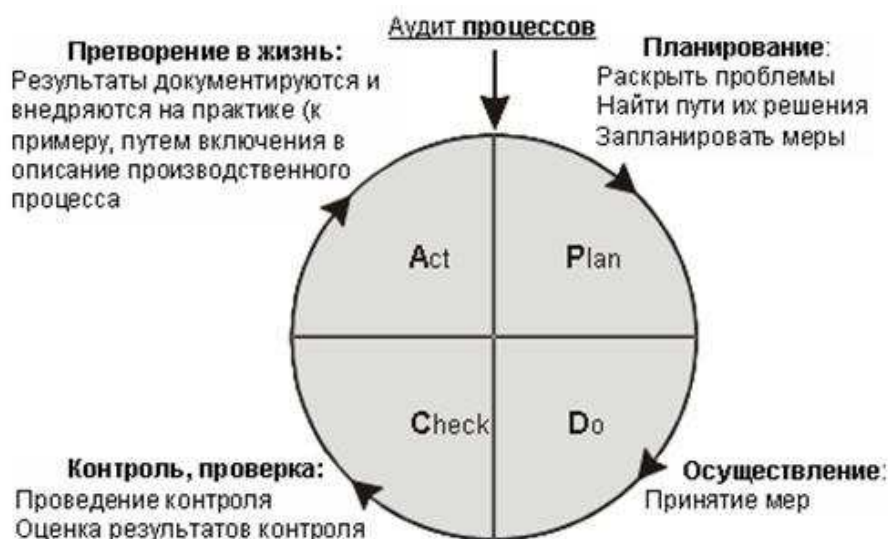 Аудит процессов
Претворение в жизнь:
Результаты документируются и
внедряются на практике (к
примеру, путем включения в
описание производственного
процесса
Планирование:
Раскрыть проблемы
Найти пути их решения
Запланировать меры
Act
Plan
Check
Do
Контроль, проверка:
Проведение контроля
Оценка результатов контроля
Осуществление:
Принятие мер